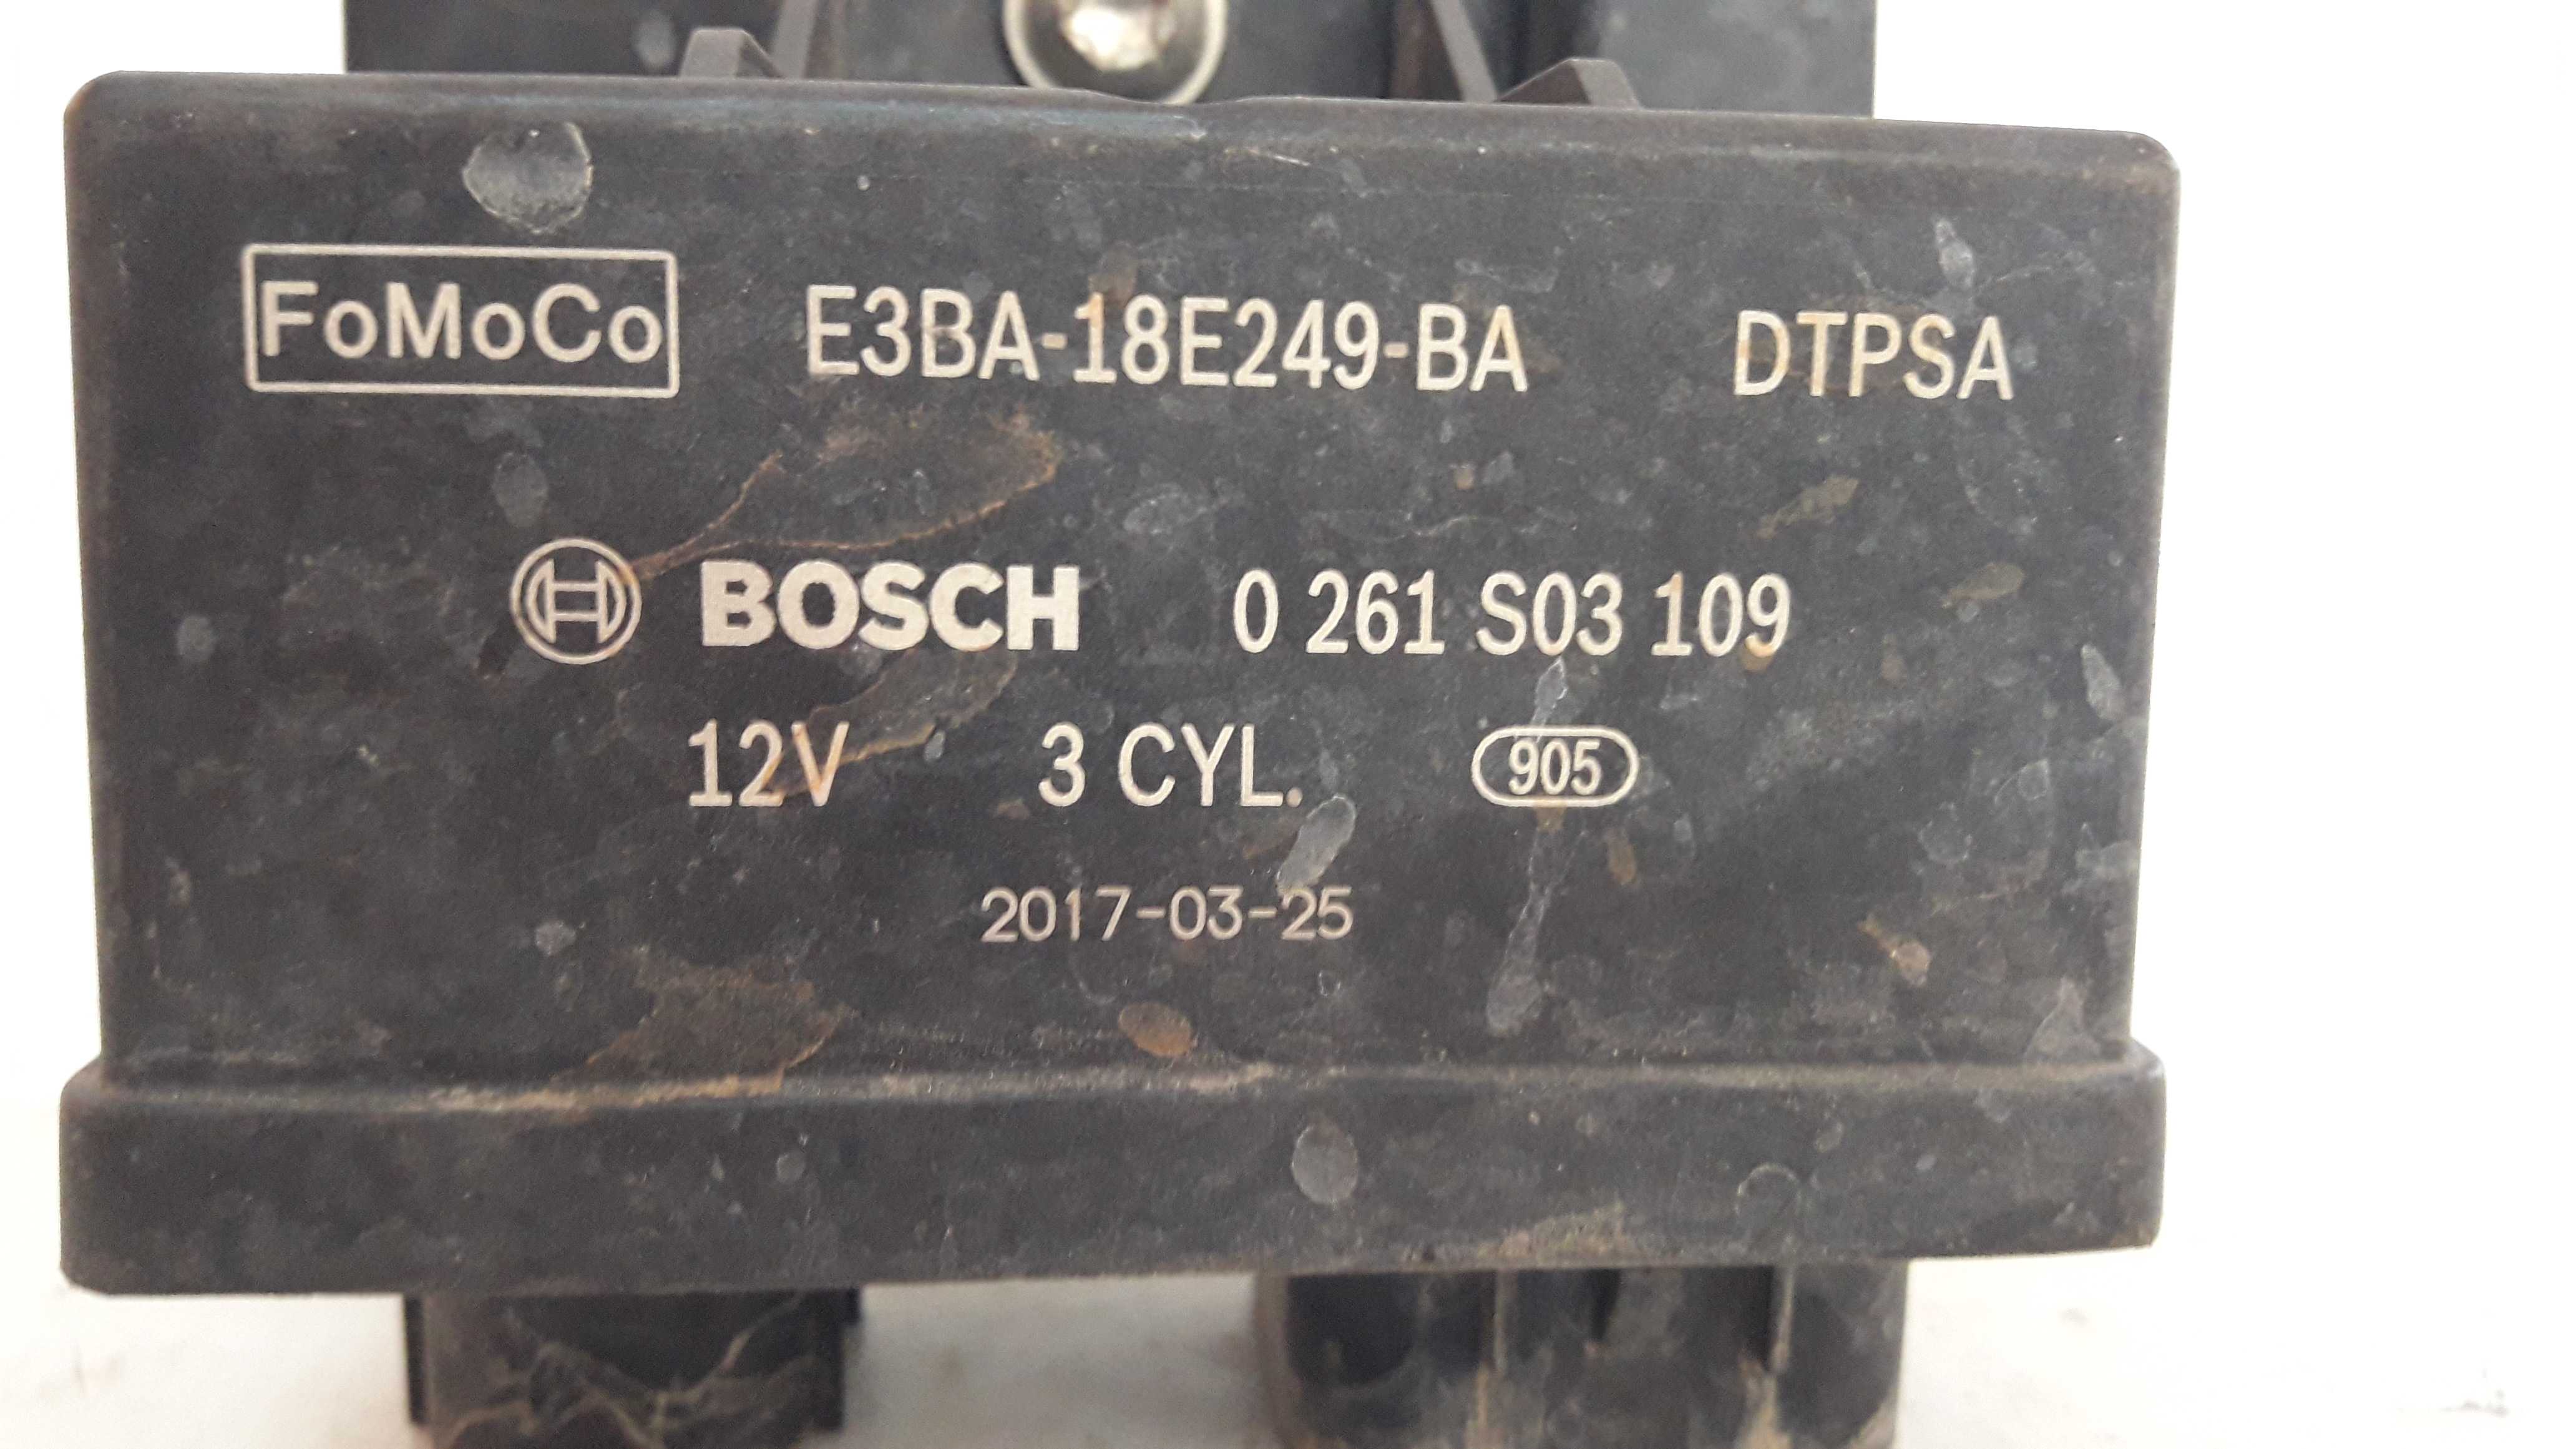 FoMoCo E3BA-18E249-BA DTPSA
BOSCH 0 261 S03 109
12V 3 CYL. 905
2017-03-25